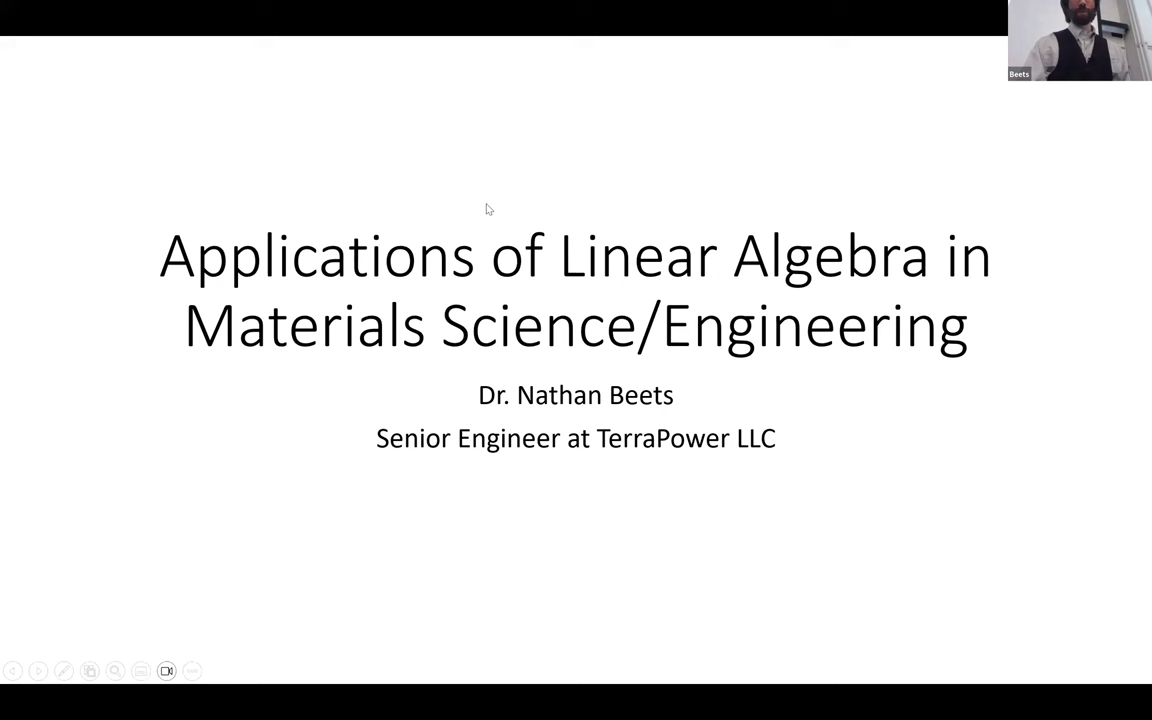 Beets
Applications of Linear Algebra in
Materials Science/Engineering
Dr. Nathan Beets
Senior Engineer at TerraPower LLC